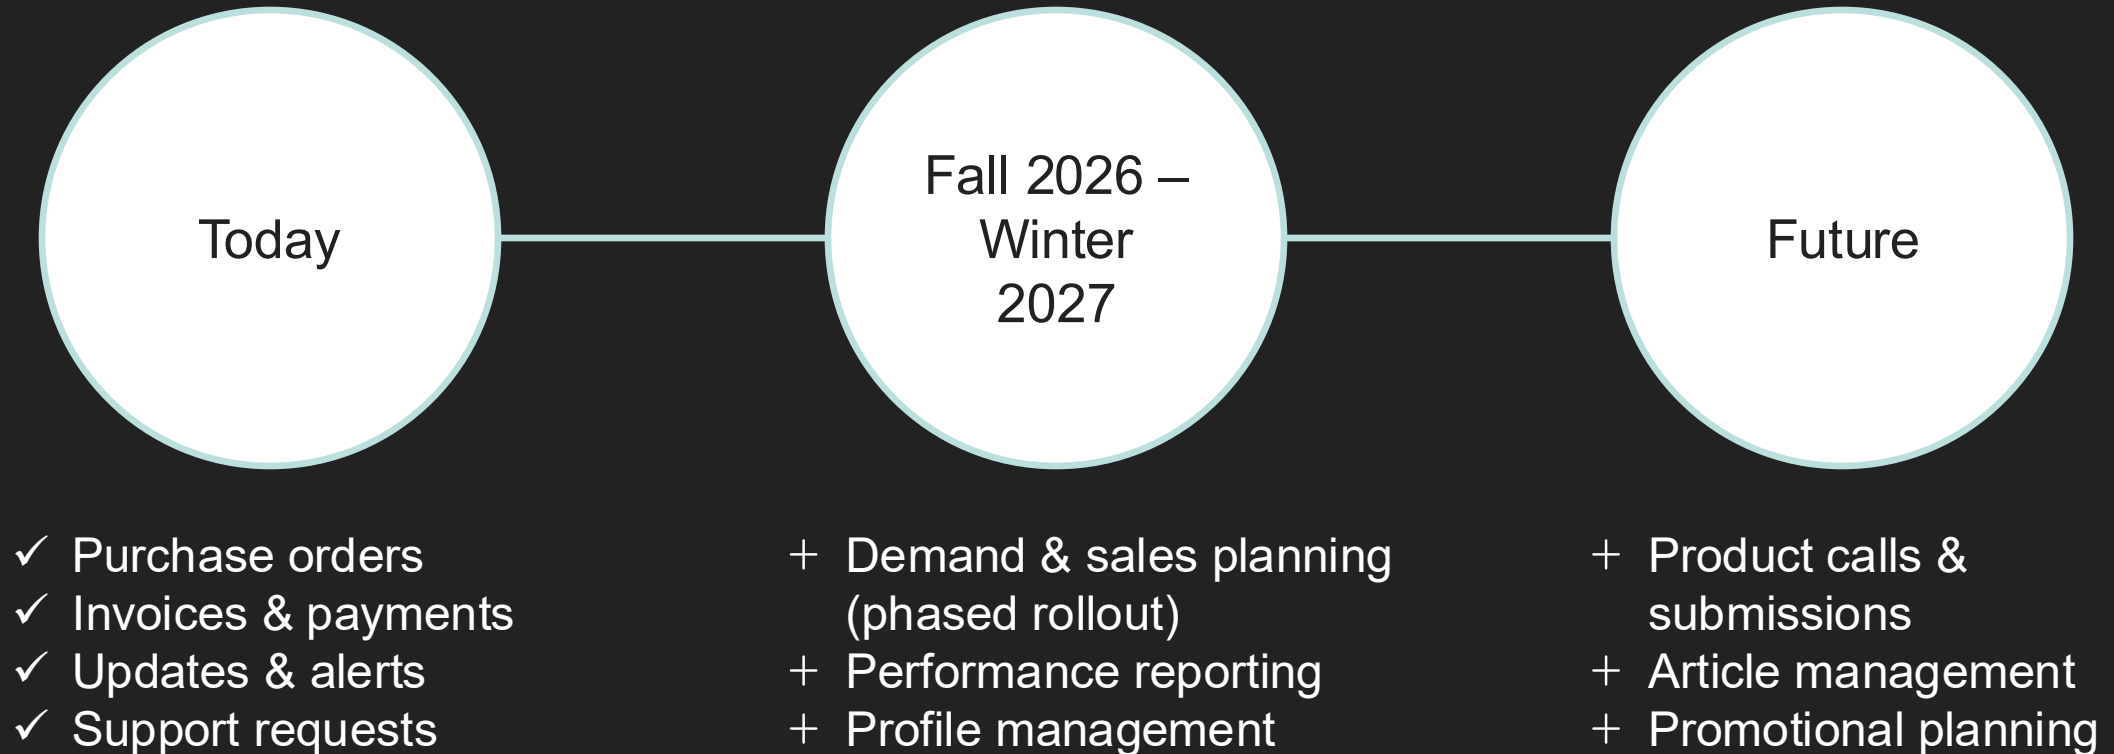 Today
Fall 2026 –
Winter
2027
Future
✓ Purchase orders
✓ Invoices & payments
✓ Updates & alerts
✓ Support requests
+ Demand & sales planning
(phased rollout)
+ Performance reporting
+ Profile management
+ Product calls &
submissions
+ Article management
+ Promotional planning